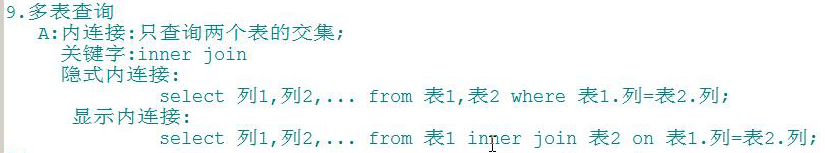 9.多表查询
A:内连接:只查询两个表的交集;
关键字:inner join
隐式内连接:
select 列1,列2,... from 表1,表2 where 表1.列=表2.列;
显示内连接:
select 列1,列2,... from 表1 inner join 表2 on 表1.列=表2.列;